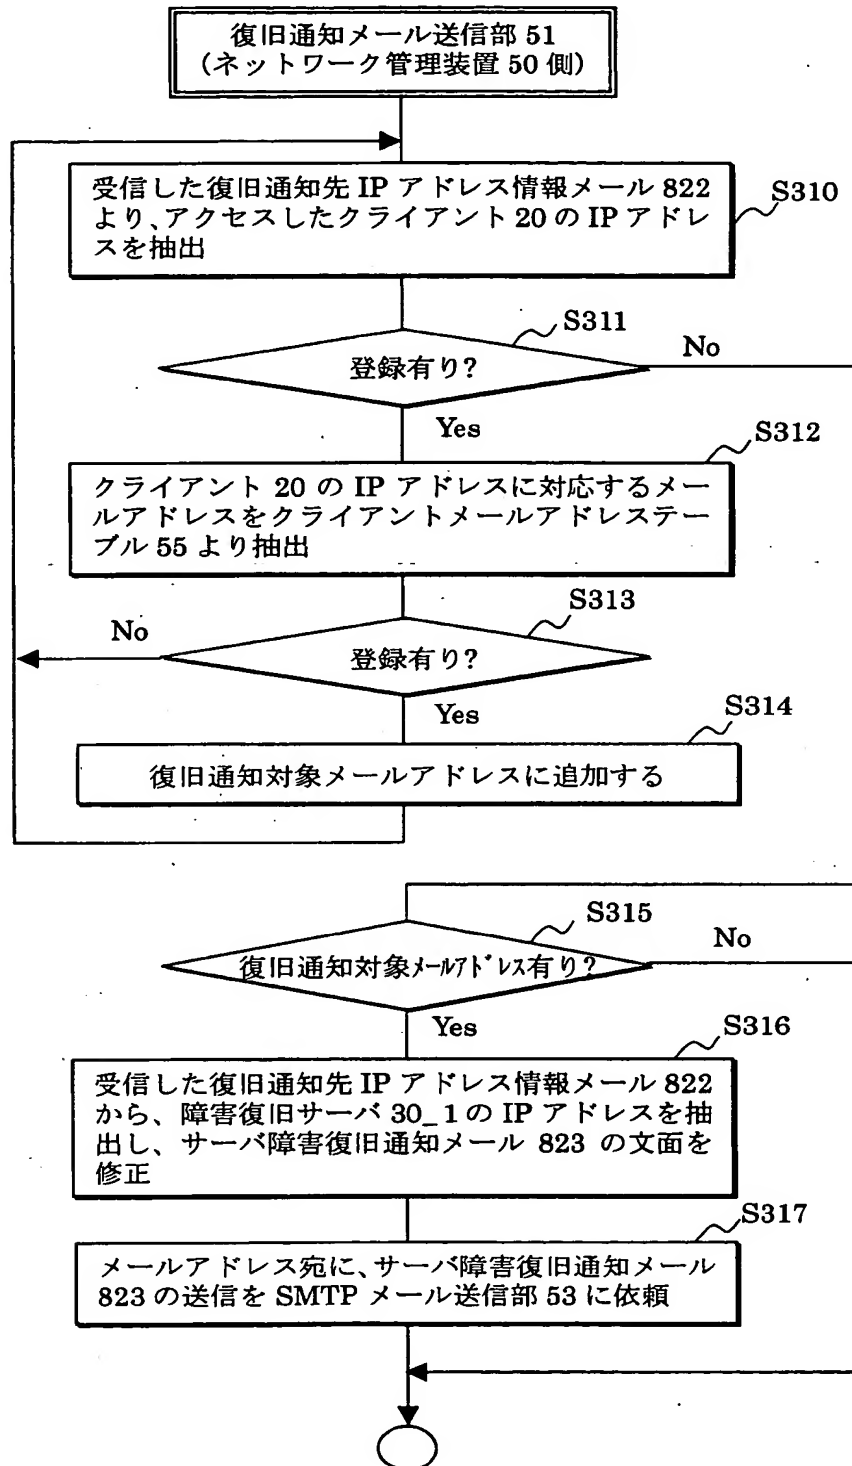 復旧通知メール送信部 51
(ネットワーク管理装置 50 側)
受信した復旧通知先 IP アドレス情報メール 822
より、アクセスしたクライアント 20 の IP アドレ
スを抽出
S310
S311
登録有り?
No
Yes
S312
クライアント 20 の IP アドレスに対応するメー
ルアドレスをクライアントメールアドレステー
ブル 55 より抽出
S313
No
登録有り?
Yes
S314
復旧通知対象メールアドレスに追加する
S315
No
復旧通知対象ﾒｰﾙｱﾄﾞﾚｽ有り?
Yes
S316
受信した復旧通知先 IP アドレス情報メール 822
から、障害復旧サーバ 30_1 の IP アドレスを抽
出し、サーバ障害復旧通知メール 823 の文面を
修正
S317
メールアドレス宛に、サーバ障害復旧通知メール
823 の送信を SMTP メール送信部 53 に依頼